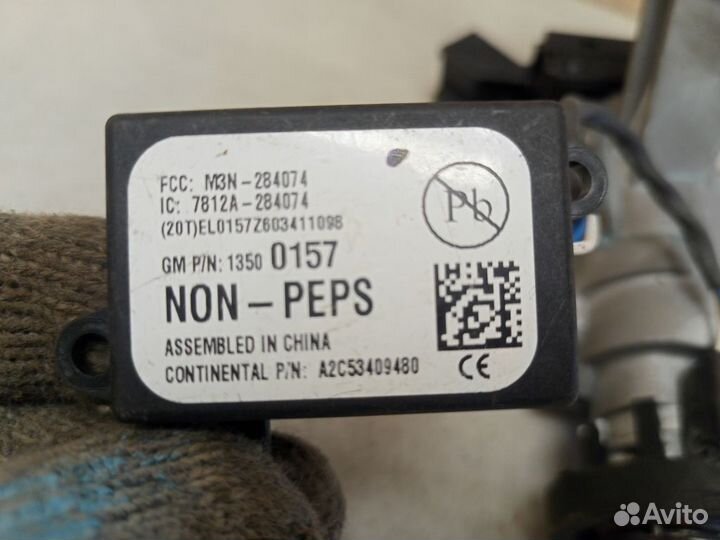 FCC: M3N-284074
IC: 7812A-284074
(20T)EL0157Z603411098
GM P/N: 1350 0157
NON-PEPS
ASSEMBLED IN CHINA
CONTINENTAL P/N: A2C53409480
Pb
CE
Avito